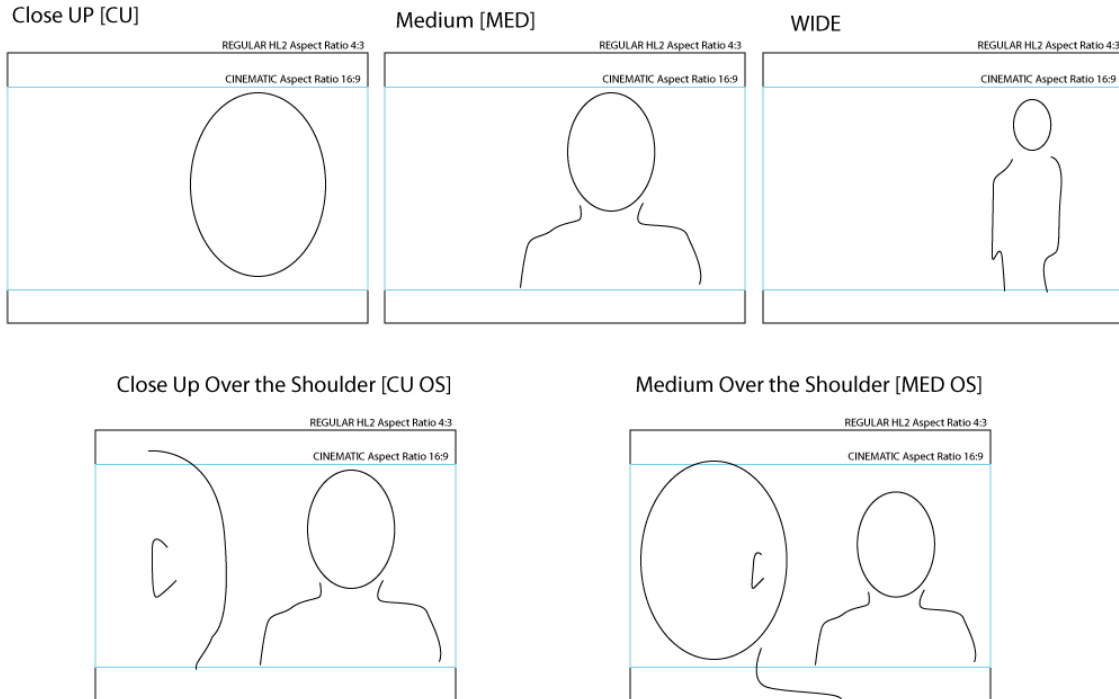 Close UP [CU]
Medium [MED]
WIDE
REGULAR HL2 Aspect Ratio 4:3
REGULAR HL2 Aspect Ratio 4:3
REGULAR HL2 Aspect Ratio 4:3
CINEMATIC Aspect Ratio 16:9
CINEMATIC Aspect Ratio 16:9
CINEMATIC Aspect Ratio 16:9
Close Up Over the Shoulder [CU OS]
Medium Over the Shoulder [MED OS]
REGULAR HL2 Aspect Ratio 4:3
REGULAR HL2 Aspect Ratio 4:3
CINEMATIC Aspect Ratio 16:9
CINEMATIC Aspect Ratio 16:9